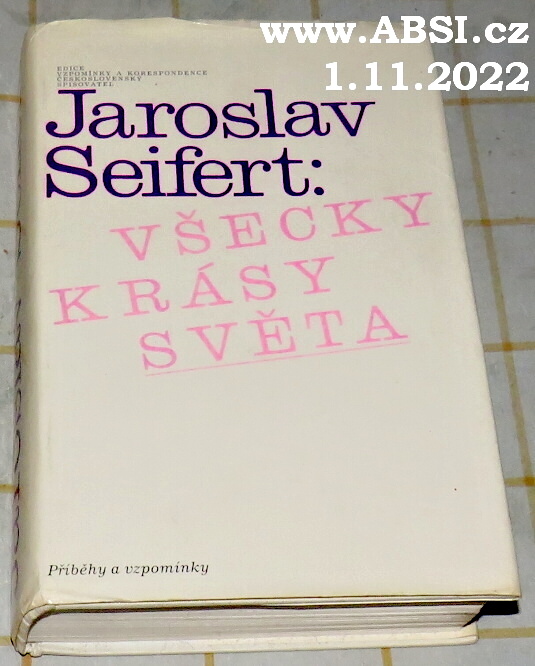 www.ABSI.cz
1.11.2022
EDICE
VZPOMÍNKY A KORESPONDENCE
ČESKOSLOVENSKÝ
SPISOVATEL
Jaroslav
Seifert:
VŠECKY
KRÁSY
SVĚTA
Příběhy a vzpomínky